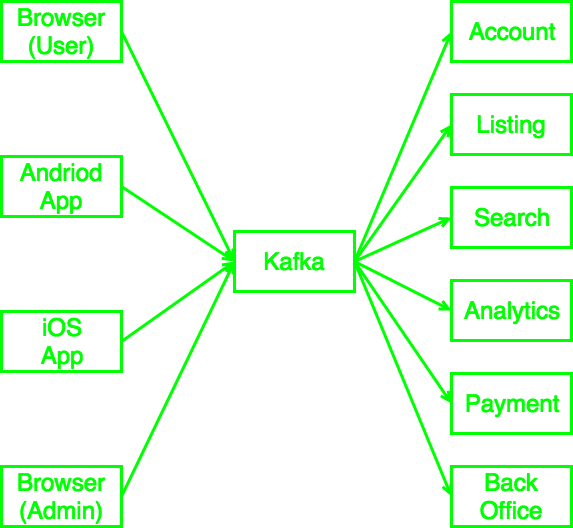 Browser
(User)
Andriod
App
iOS
App
Browser
(Admin)
Kafka
Account
Listing
Search
Analytics
Payment
Back
Office